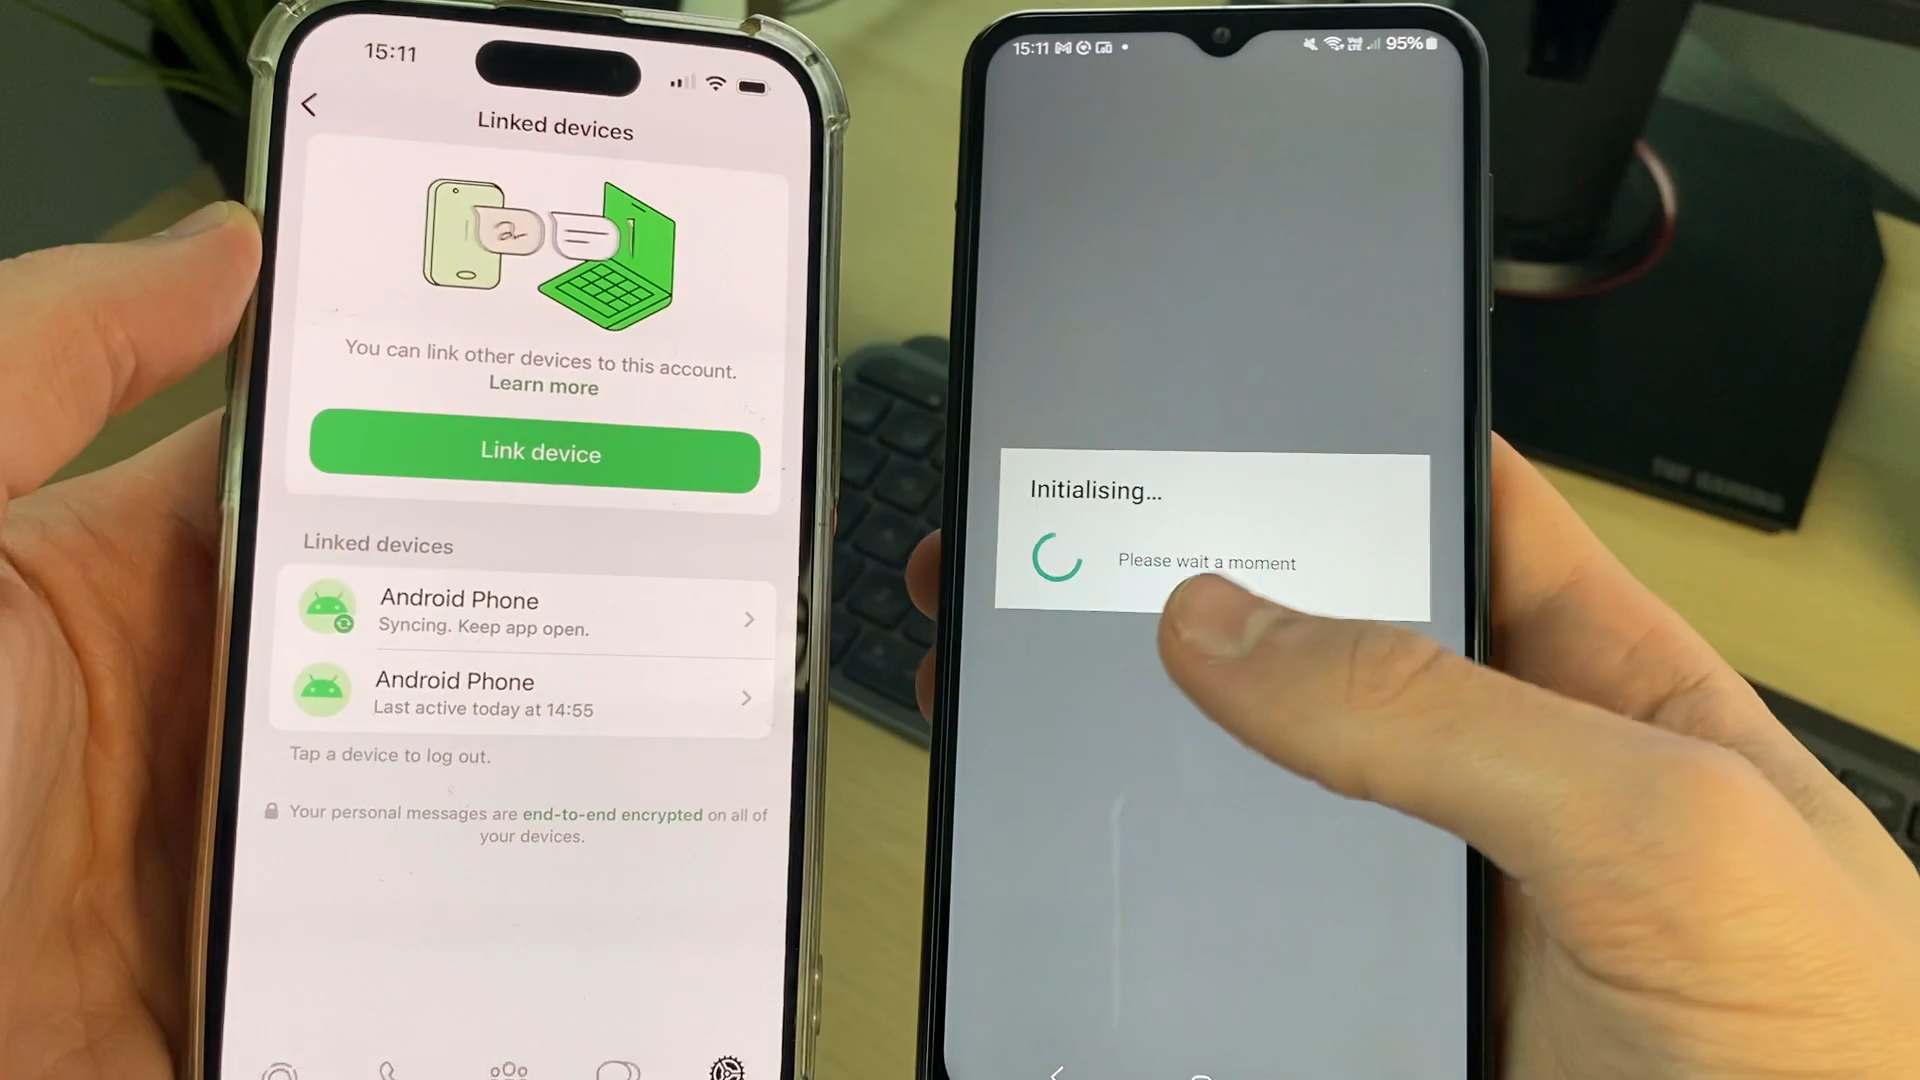 15:11
Linked devices
You can link other devices to this account.
Learn more
Link device
Linked devices
Android Phone
Syncing. Keep app open.
Android Phone
Last active today at 14:55
Tap a device to log out.
Your personal messages are end-to-end encrypted on all of
your devices.
15:11
95%
Initialising...
Please wait a moment